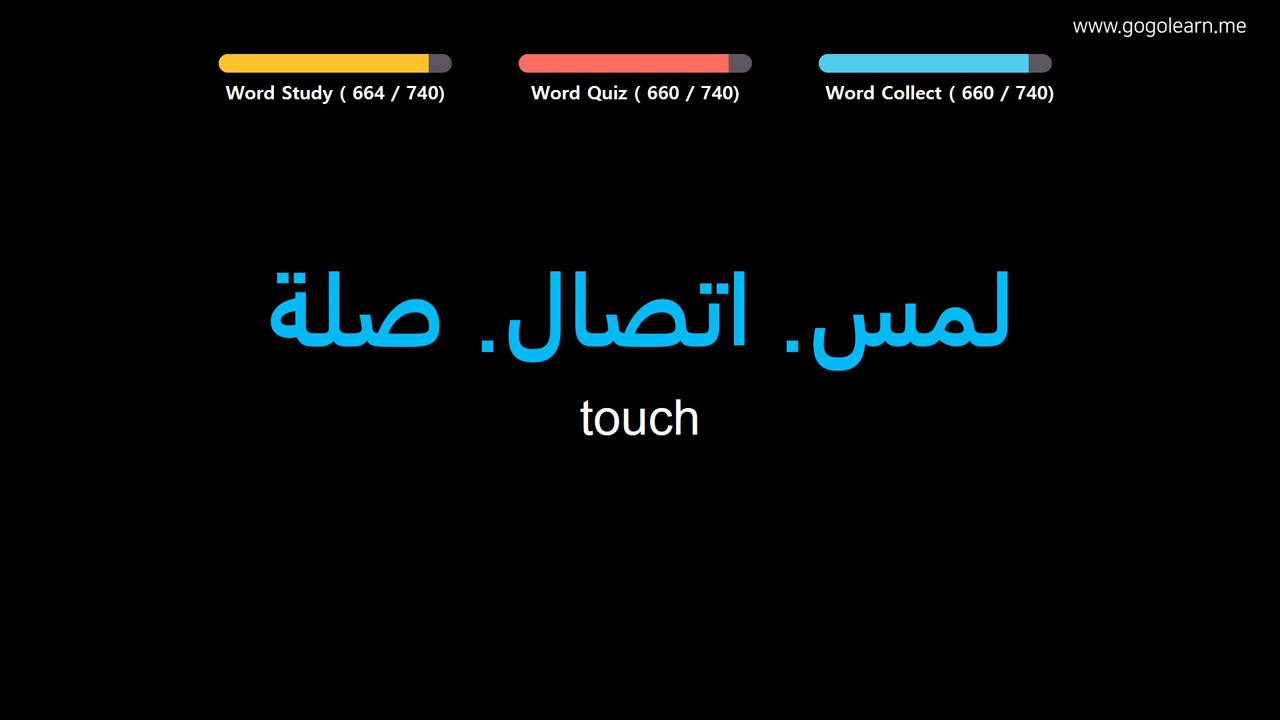 www.gogolearn.me
Word Study ( 664 / 740)
Word Quiz ( 660 / 740)
Word Collect ( 660 / 740)
لمس. اتصال. صلة
touch